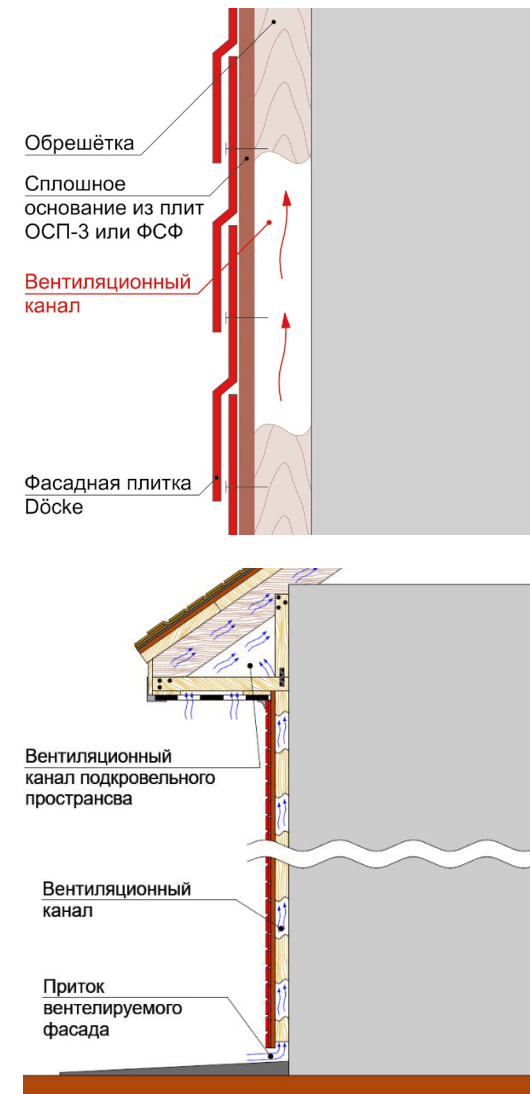 Обрешётка
Сплошное
основание из плит
ОСП-3 или ФСФ
Вентиляционный
канал
Фасадная плитка
Döcke
Вентиляционный
канал подкровельного
пространсва
Вентиляционный
канал
Приток
вентелируемого
фасада